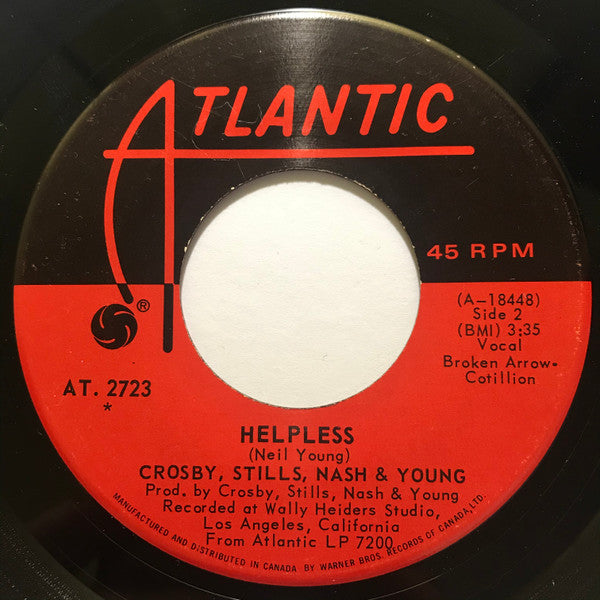 ATLANTIC
45 RPM
®
(A-18448)
Side 2
(BMI) 3:35
Vocal
Broken Arrow-
Cotillion
AT. 2723
*
HELPLESS
(Neil Young)
CROSBY, STILLS, NASH & YOUNG
Prod. by Crosby, Stills, Nash & Young
Recorded at Wally Heiders Studio,
Los Angeles, California
From Atlantic LP 7200
MANUFACTURED AND DISTRIBUTED IN CANADA BY WARNER BROS. RECORDS OF CANADA, LTD.